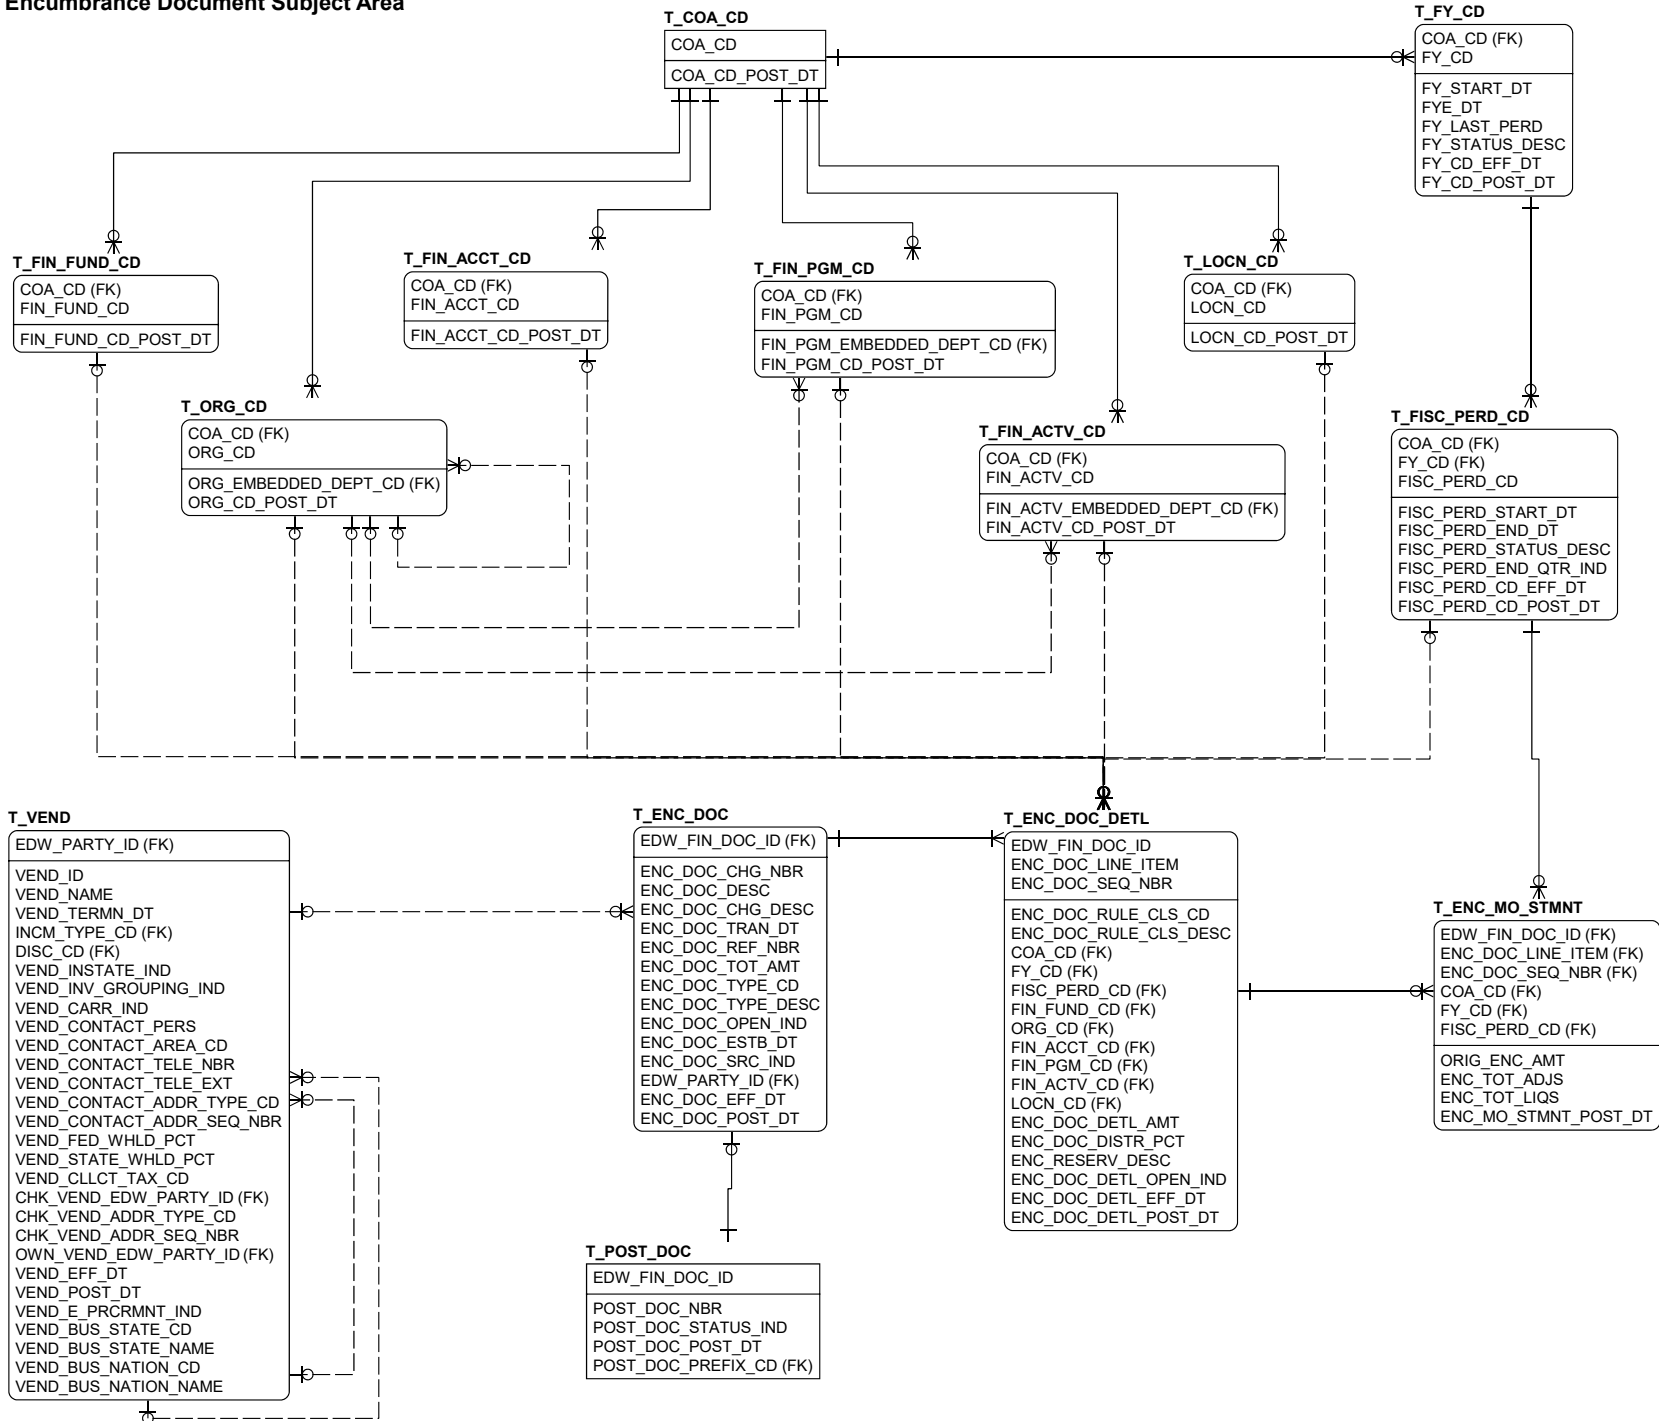 Encumbrance Document Subject Area
T_COA_CD
COA_CD
COA_CD_POST_DT
T_FY_CD
COA_CD (FK)
FY_CD
FY_START_DT
FYE_DT
FY_LAST_PERD
FY_STATUS_DESC
FY_CD_EFF_DT
FY_CD_POST_DT
T_FIN_FUND_CD
COA_CD (FK)
FIN_FUND_CD
FIN_FUND_CD_POST_DT
T_FIN_ACCT_CD
COA_CD (FK)
FIN_ACCT_CD
FIN_ACCT_CD_POST_DT
T_FIN_PGM_CD
COA_CD (FK)
FIN_PGM_CD
FIN_PGM_EMBEDDED_DEPT_CD (FK)
FIN_PGM_CD_POST_DT
T_LOCN_CD
COA_CD (FK)
LOCN_CD
LOCN_CD_POST_DT
T_ORG_CD
COA_CD (FK)
ORG_CD
ORG_EMBEDDED_DEPT_CD (FK)
ORG_CD_POST_DT
T_FIN_ACTV_CD
COA_CD (FK)
FIN_ACTV_CD
FIN_ACTV_EMBEDDED_DEPT_CD (FK)
FIN_ACTV_CD_POST_DT
T_FISC_PERD_CD
COA_CD (FK)
FY_CD (FK)
FISC_PERD_CD
FISC_PERD_START_DT
FISC_PERD_END_DT
FISC_PERD_STATUS_DESC
FISC_PERD_END_QTR_IND
FISC_PERD_CD_EFF_DT
FISC_PERD_CD_POST_DT
T_VEND
EDW_PARTY_ID (FK)
VEND_ID
VEND_NAME
VEND_TERMN_DT
INCM_TYPE_CD (FK)
DISC_CD (FK)
VEND_INSTATE_IND
VEND_INV_GROUPING_IND
VEND_CARR_IND
VEND_CONTACT_PERS
VEND_CONTACT_AREA_CD
VEND_CONTACT_TELE_NBR
VEND_CONTACT_TELE_EXT
VEND_CONTACT_ADDR_TYPE_CD
VEND_CONTACT_ADDR_SEQ_NBR
VEND_FED_WHLD_PCT
VEND_STATE_WHLD_PCT
VEND_CLLCT_TAX_CD
CHK_VEND_EDW_PARTY_ID (FK)
CHK_VEND_ADDR_TYPE_CD
CHK_VEND_ADDR_SEQ_NBR
OWN_VEND_EDW_PARTY_ID (FK)
VEND_EFF_DT
VEND_POST_DT
VEND_E_PRCRMNT_IND
VEND_BUS_STATE_CD
VEND_BUS_STATE_NAME
VEND_BUS_NATION_CD
VEND_BUS_NATION_NAME
T_ENC_DOC
EDW_FIN_DOC_ID (FK)
ENC_DOC_CHG_NBR
ENC_DOC_DESC
ENC_DOC_CHG_DESC
ENC_DOC_TRAN_DT
ENC_DOC_REF_NBR
ENC_DOC_TOT_AMT
ENC_DOC_TYPE_CD
ENC_DOC_TYPE_DESC
ENC_DOC_OPEN_IND
ENC_DOC_ESTB_DT
ENC_DOC_SRC_IND
EDW_PARTY_ID (FK)
ENC_DOC_EFF_DT
ENC_DOC_POST_DT
T_ENC_DOC_DETL
EDW_FIN_DOC_ID
ENC_DOC_LINE_ITEM
ENC_DOC_SEQ_NBR
ENC_DOC_RULE_CLS_CD
ENC_DOC_RULE_CLS_DESC
COA_CD (FK)
FY_CD (FK)
FISC_PERD_CD (FK)
FIN_FUND_CD (FK)
ORG_CD (FK)
FIN_ACCT_CD (FK)
FIN_PGM_CD (FK)
FIN_ACTV_CD (FK)
LOCN_CD (FK)
ENC_DOC_DETL_AMT
ENC_DOC_DISTR_PCT
ENC_RESERV_DESC
ENC_DOC_DETL_OPEN_IND
ENC_DOC_DETL_EFF_DT
ENC_DOC_DETL_POST_DT
T_ENC_MO_STMNT
EDW_FIN_DOC_ID (FK)
ENC_DOC_LINE_ITEM (FK)
ENC_DOC_SEQ_NBR (FK)
COA_CD (FK)
FY_CD (FK)
FISC_PERD_CD (FK)
ORIG_ENC_AMT
ENC_TOT_ADJS
ENC_TOT_LIQS
ENC_MO_STMNT_POST_DT
T_POST_DOC
EDW_FIN_DOC_ID
POST_DOC_NBR
POST_DOC_STATUS_IND
POST_DOC_POST_DT
POST_DOC_PREFIX_CD (FK)